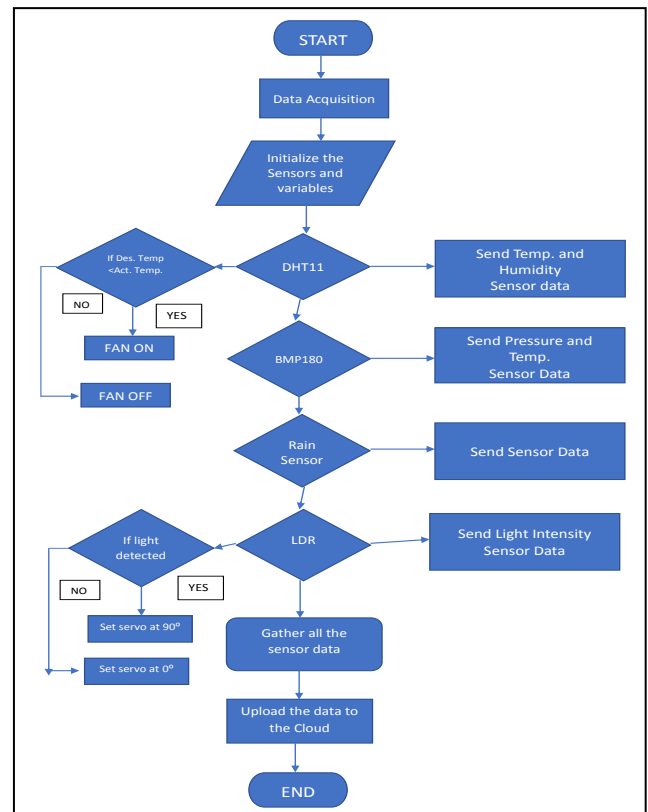 START
Data Acquisition
Initialize the
Sensors and
variables
If Des. Temp
<Act. Temp.
DHT11
Send Temp. and
Humidity
Sensor data
NO
YES
FAN ON
FAN OFF
BMP180
Send Pressure and
Temp.
Sensor Data
Rain
Sensor
Send Sensor Data
If light
detected
LDR
Send Light Intensity
Sensor Data
NO
YES
Set servo at 90⁰
Set servo at 0⁰
Gather all the
sensor data
Upload the data to
the Cloud
END